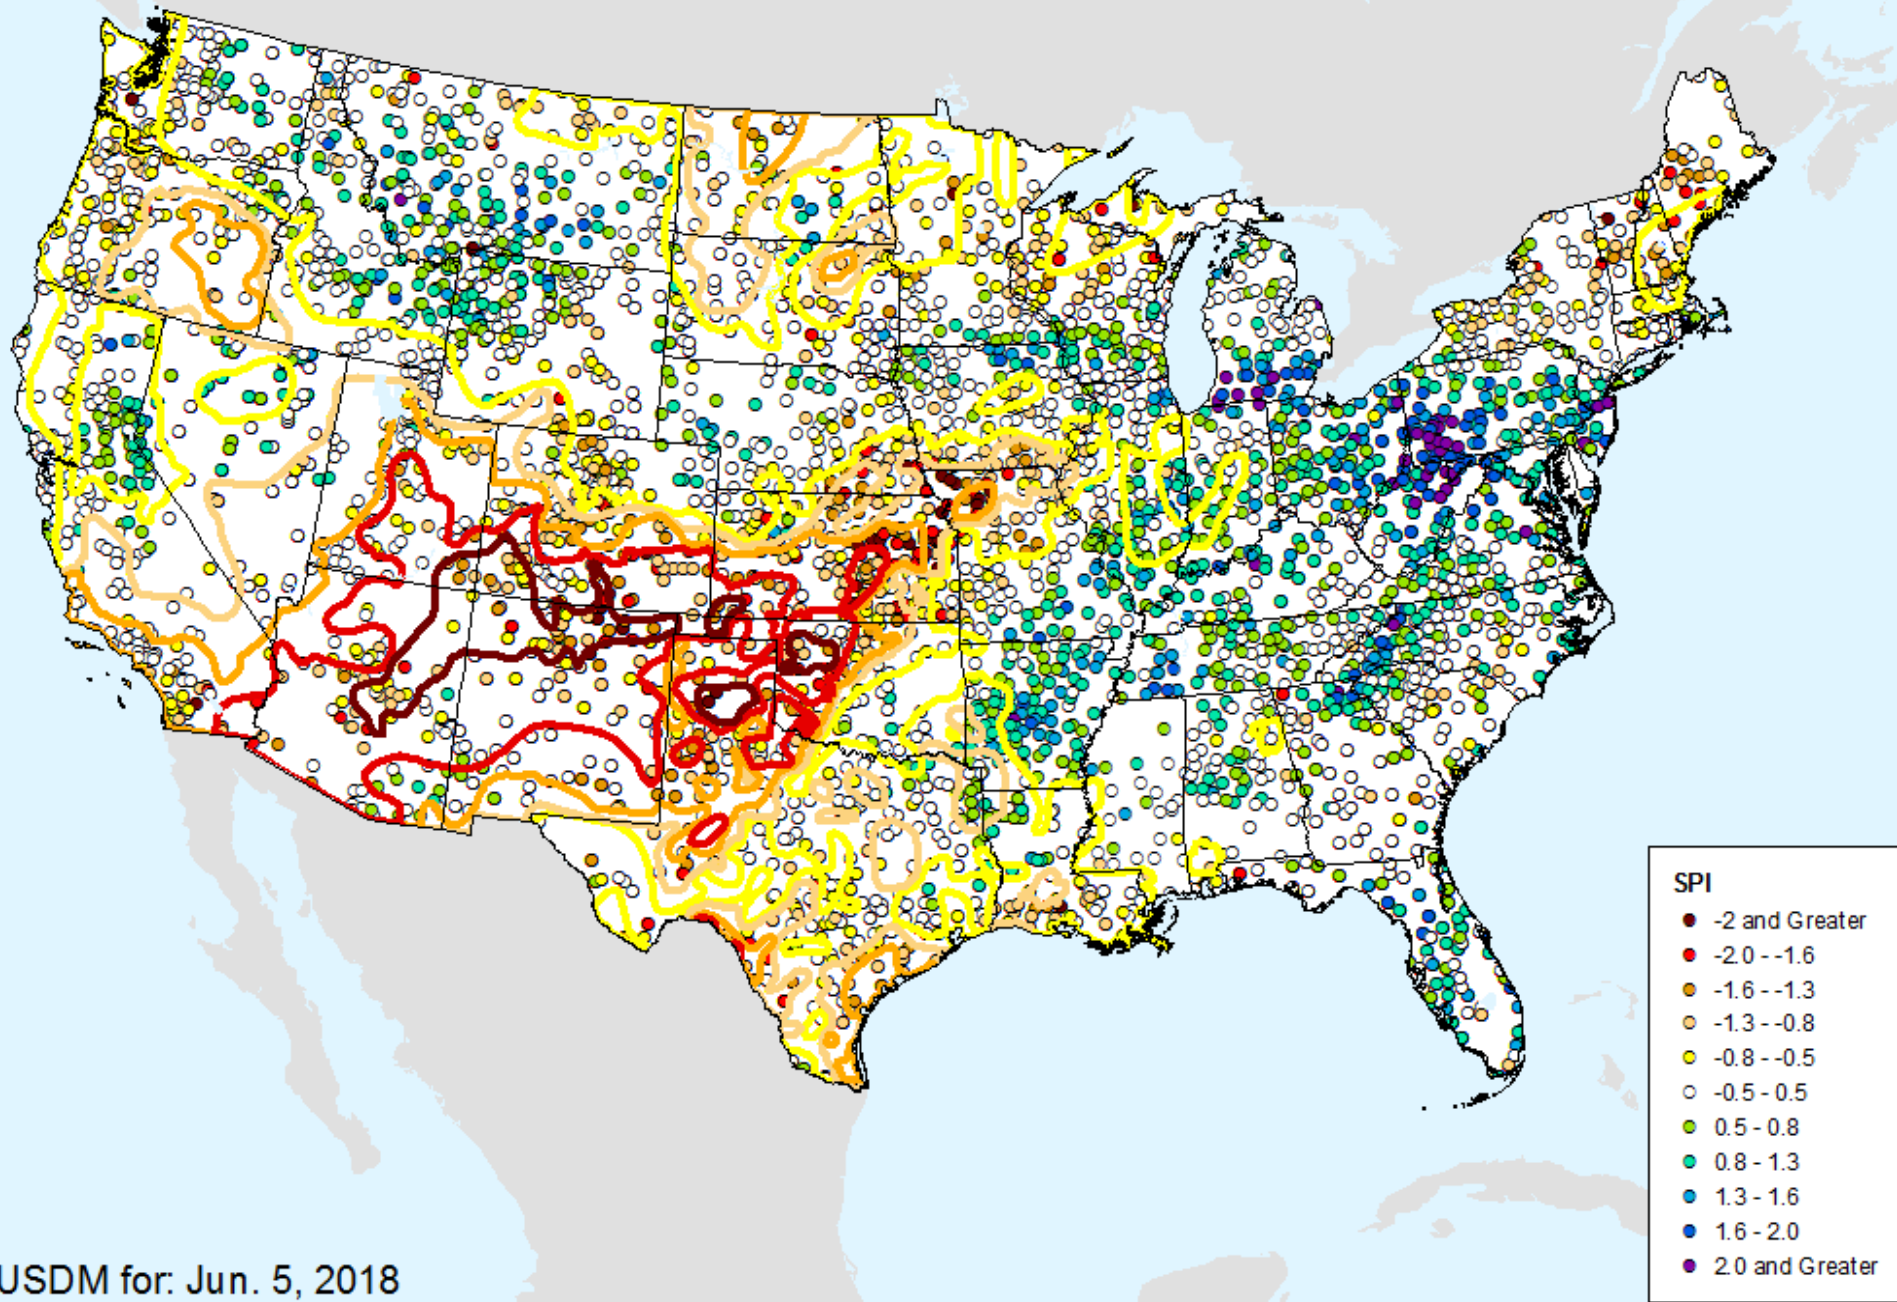 SPI
-2 and Greater
-2.0 - -1.6
-1.6 - -1.3
-1.3 - -0.8
-0.8 - -0.5
-0.5 - 0.5
0.5 - 0.8
0.8 - 1.3
1.3 - 1.6
1.6 - 2.0
2.0 and Greater
USDM for: Jun. 5, 2018